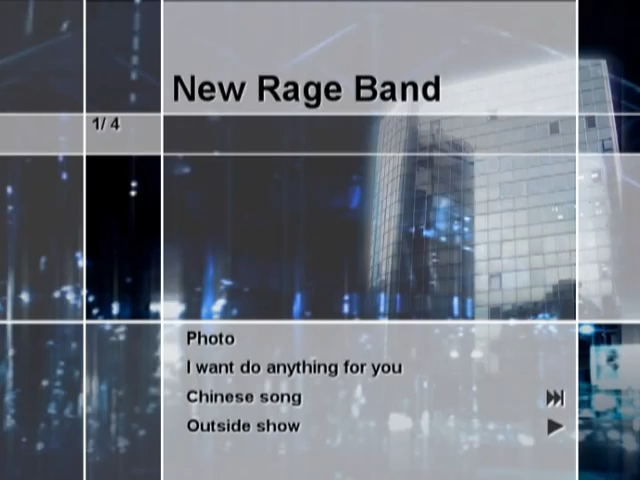 New Rage Band
1/ 4
Photo
I want do anything for you
Chinese song
Outside show